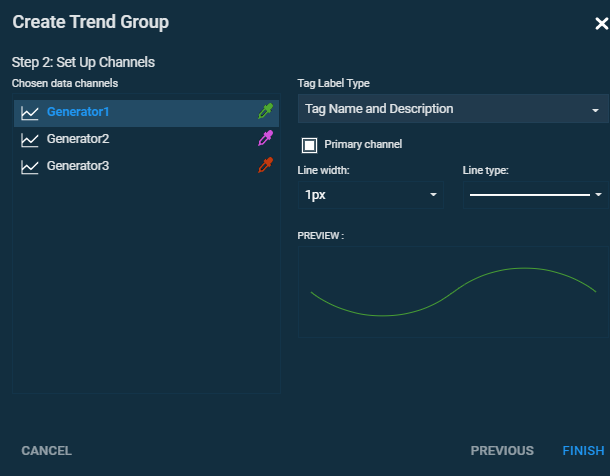 Create Trend Group
Step 2: Set Up Channels
Chosen data channels
Generator1
Generator2
Generator3
Tag Label Type
Tag Name and Description
Primary channel
Line width:
Line type:
1px
PREVIEW :
CANCEL
PREVIOUS
FINISH